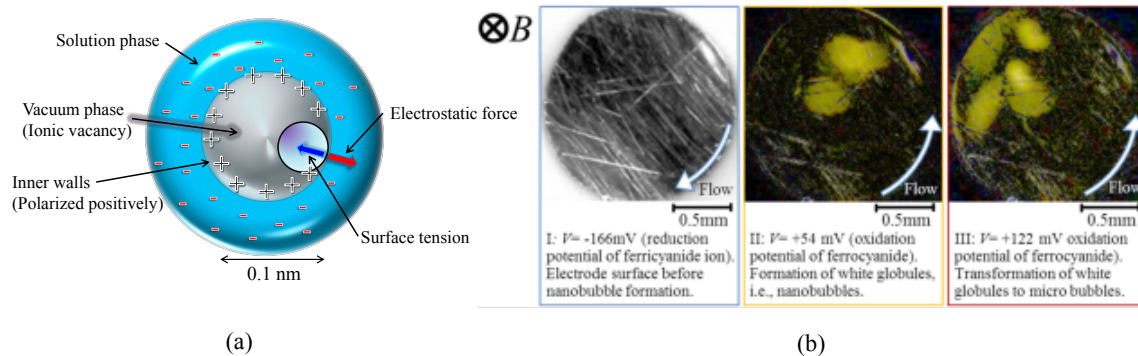 Solution phase
Vacuum phase
(Ionic vacancy)
Inner walls
(Polarized positively)
Electrostatic force
Surface tension
0.1 nm
(a)
B
Flow
0.5mm
I: V= -166mV (reduction
potential of ferricyanide ion).
Electrode surface before
nanobubble formation.
Flow
0.5mm
II: V= +54 mV (oxidation
potential of ferrocyanide).
Formation of white globules,
i.e., nanobubbles.
Flow
0.5mm
III: V= +122 mV oxidation
potential of ferrocyanide).
Transformation of white
globules to micro bubbles.
(b)